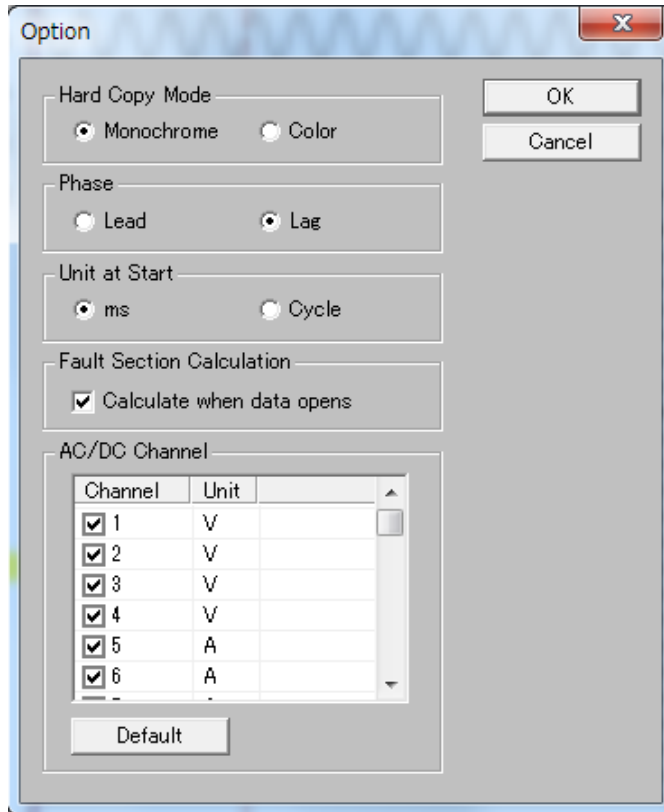 Option
Hard Copy Mode
Monochrome Color
OK
Cancel
Phase
Lead Lag
Unit at Start
ms Cycle
Fault Section Calculation
Calculate when data opens
AC/DC Channel
Channel Unit
1 V
2 V
3 V
4 V
5 A
6 A
Default